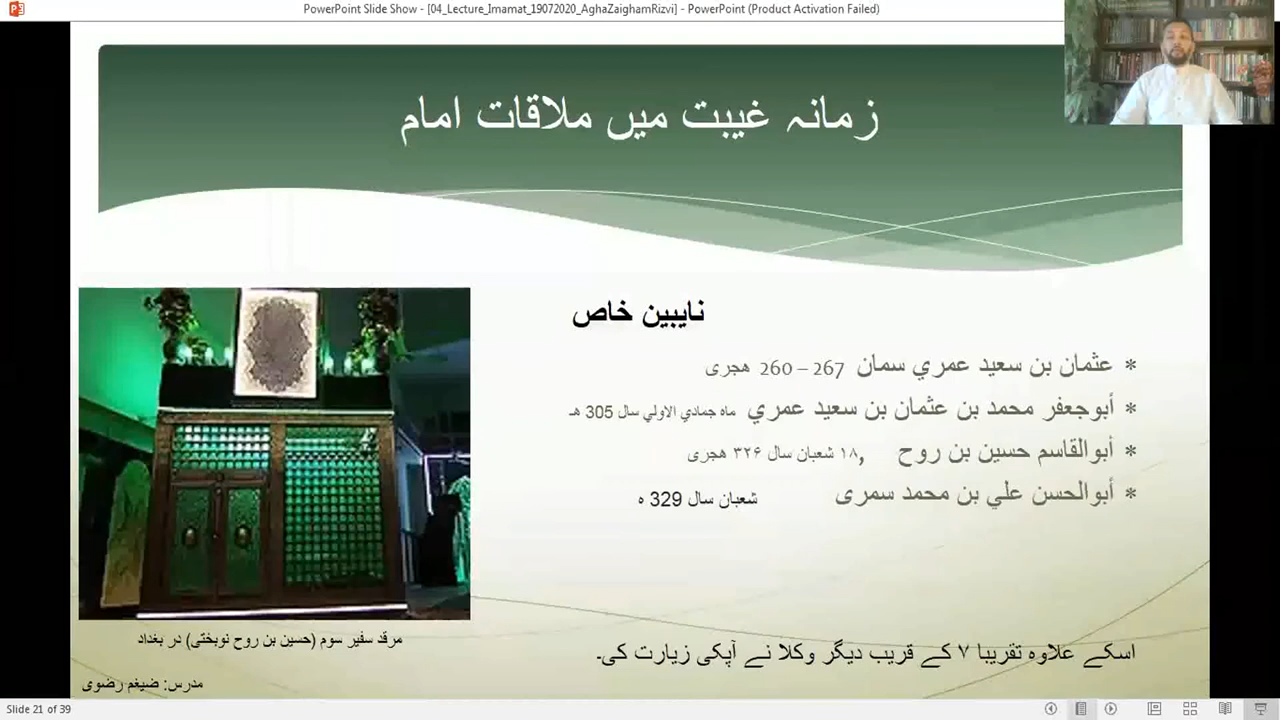 PowerPoint Slide Show - [04_Lecture_Imamat_19072020_AghaZaighamRizvi] - PowerPoint (Product Activation Failed)
زمانہ غیبت میں ملاقات امام
نایبین خاص
* عثمان بن سعيد عمري سمان 267 – 260 هجری
* أبوجعفر محمد بن عثمان بن سعيد عمري ماه جمادي الاولي سال 305 هـ
* أبوالقاسم حسين بن روح ,۱۸ شعبان سال ۳۲۶ هجری
* أبوالحسن علي بن محمد سمری شعبان سال 329 ه
مرقد سفیر سوم (حسین بن روح نوبختی) در بغداد
اسکے علاوہ تقریبا ۷ کے قریب دیگر وکلا نے آپکی زیارت کی۔
مدرس: ضیغم رضوی
Slide 21 of 39